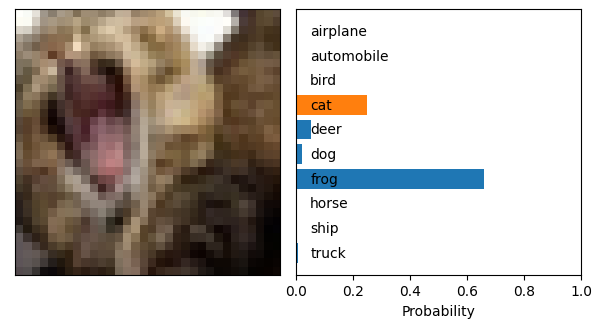 airplane
automobile
bird
cat
deer
dog
frog
horse
ship
truck
0.0 0.2 0.4 0.6 0.8 1.0
Probability